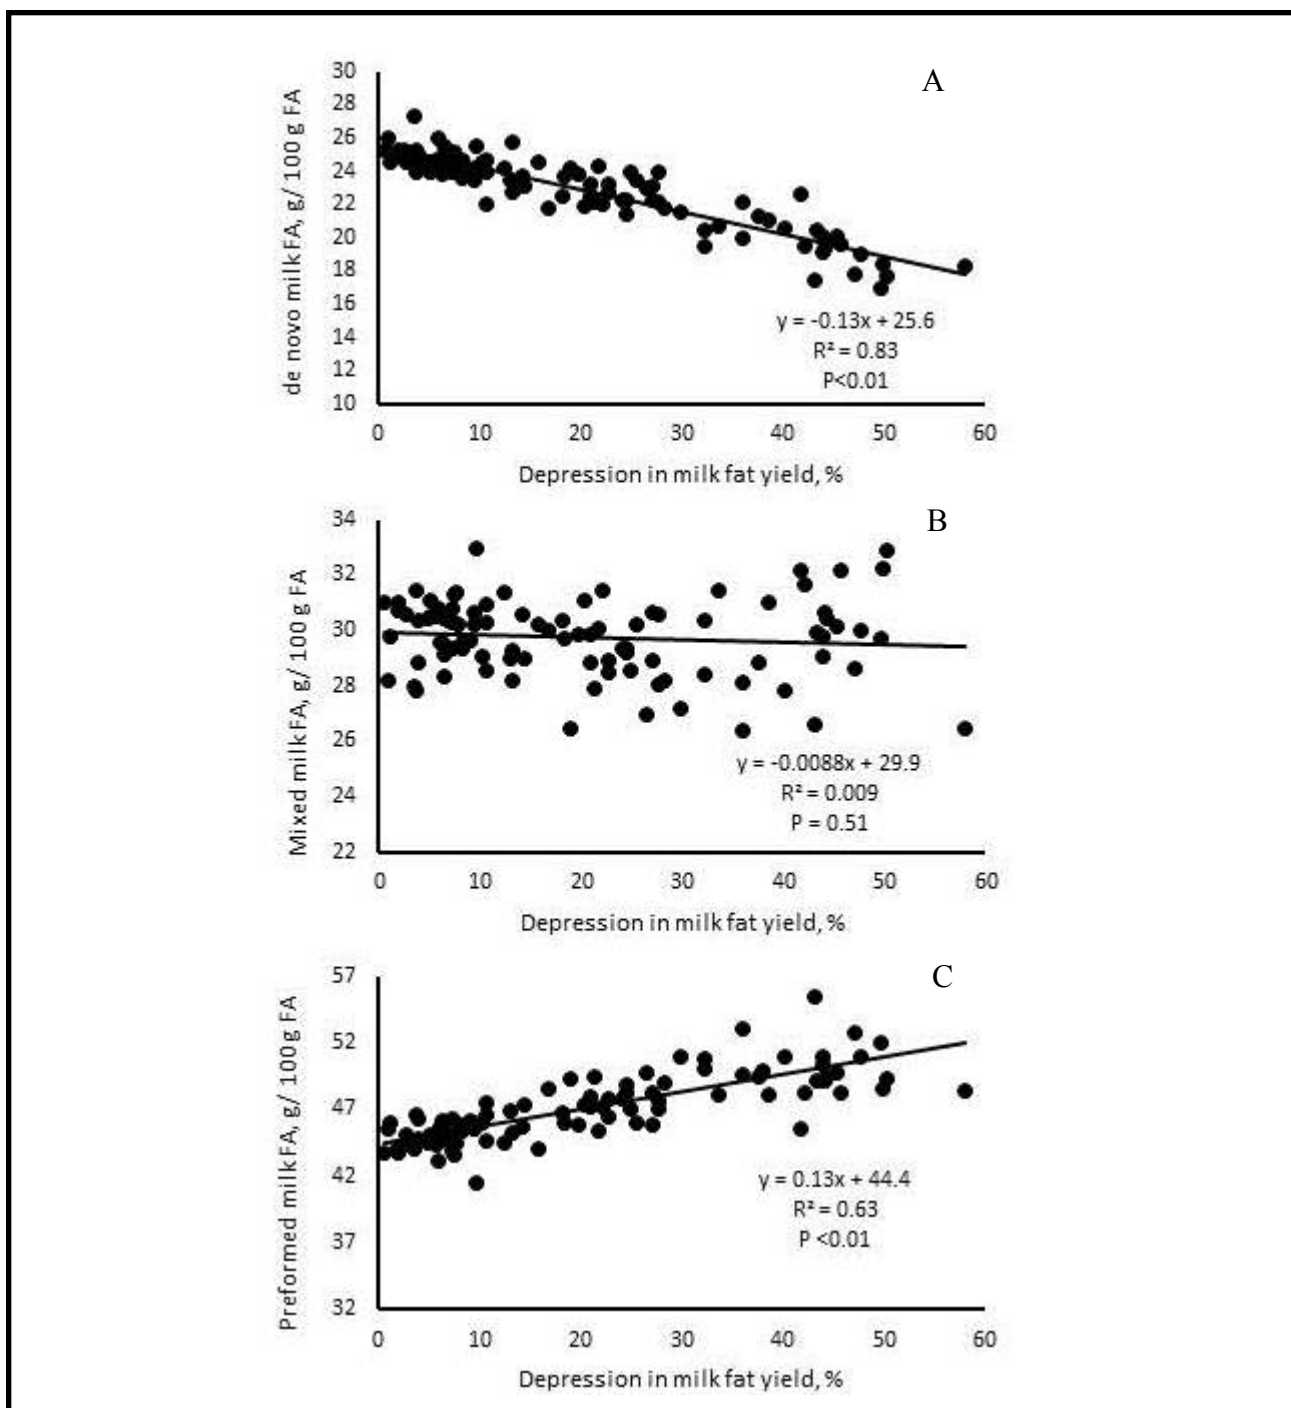 A
30
28
26
24
22
20
18
16
14
12
10
de novo milk FA, g/ 100 g FA
y = -0.13x + 25.6
R² = 0.83
P<0.01
0 10 20 30 40 50 60
Depression in milk fat yield, %
B
34
32
30
28
26
24
22
Mixed milk FA, g/ 100 g FA
y = -0.0088x + 29.9
R² = 0.009
P = 0.51
0 10 20 30 40 50 60
Depression in milk fat yield, %
C
57
52
47
42
37
32
Preformed milk FA, g/ 100g FA
y = 0.13x + 44.4
R² = 0.63
P <0.01
0 10 20 30 40 50 60
Depression in milk fat yield, %